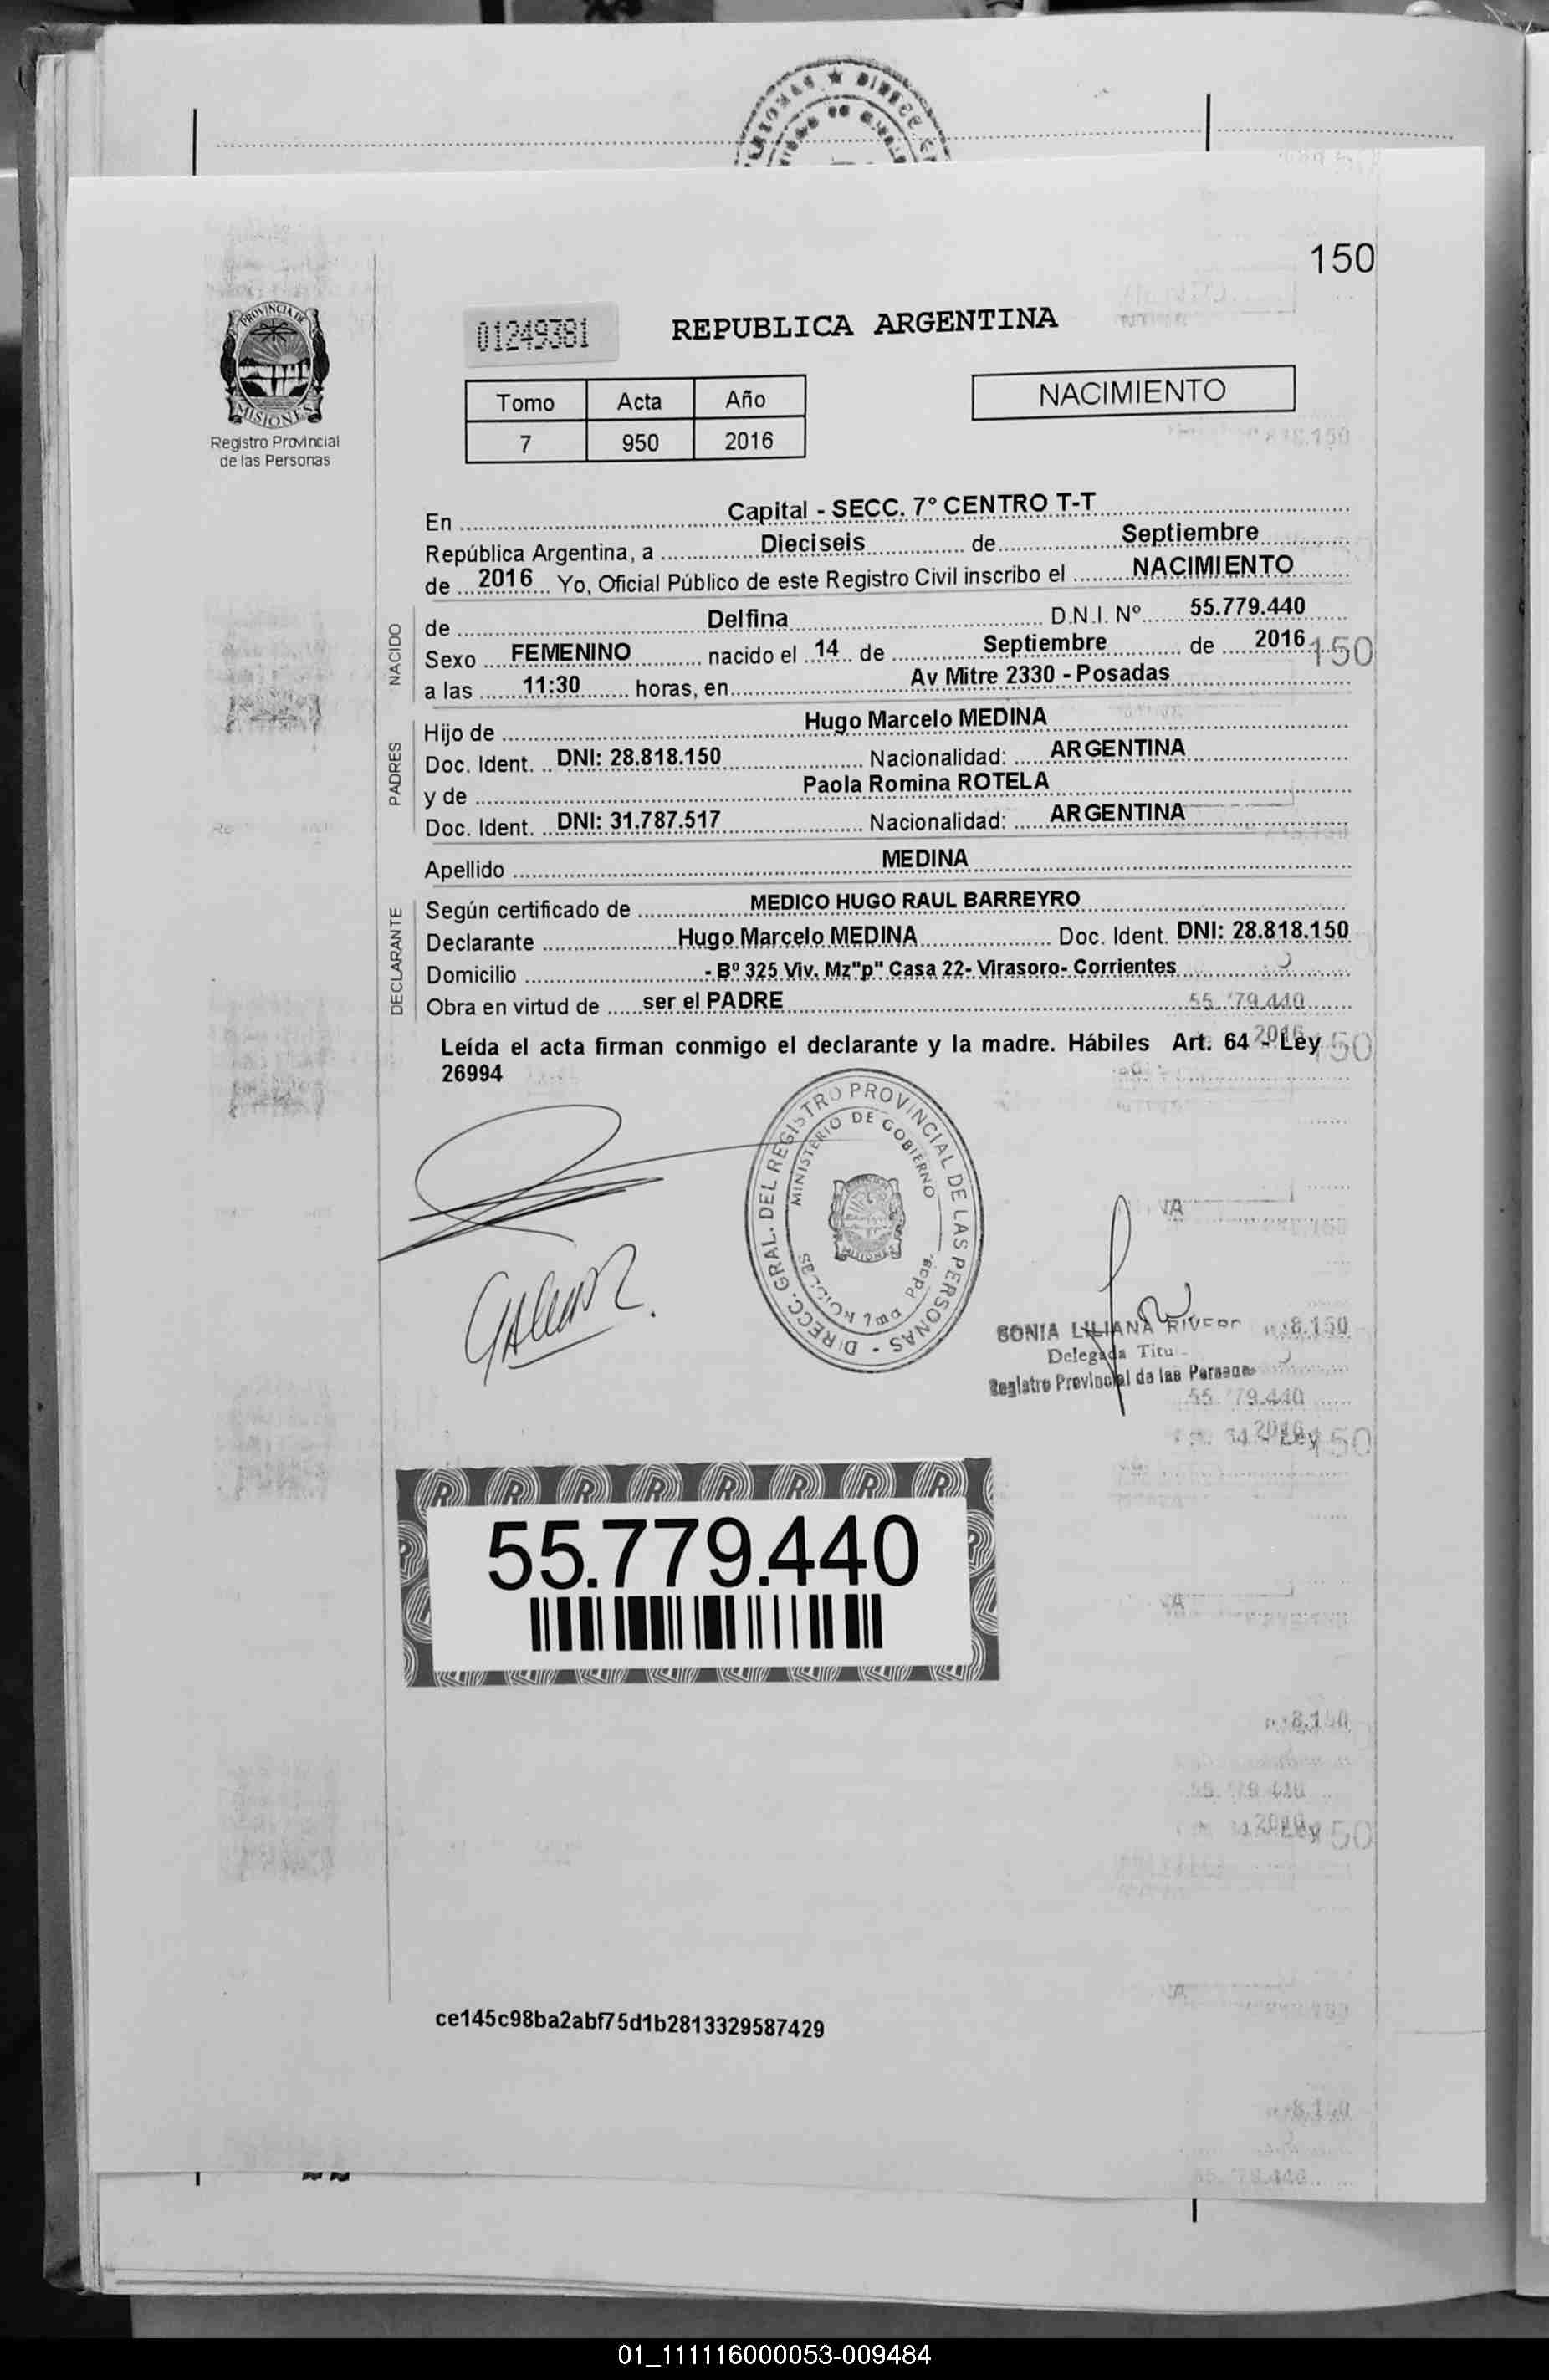 150
PROVINCIA DE
MISIONES
Registro Provincial
de las Personas
01249381
REPUBLICA ARGENTINA
Tomo Acta Año
7 950 2016
NACIMIENTO
En Capital - SECC. 7° CENTRO T-T
República Argentina, a Dieciseis de Septiembre
de 2016 Yo, Oficial Público de este Registro Civil inscribo el NACIMIENTO
NACIDO
de Delfina D.N.I. Nº 55.779.440
Sexo FEMENINO nacido el 14 de Septiembre de 2016
a las 11:30 horas, en Av Mitre 2330 - Posadas
PADRES
Hijo de Hugo Marcelo MEDINA
Doc. Ident. DNI: 28.818.150 Nacionalidad: ARGENTINA
y de Paola Romina ROTELA
Doc. Ident. DNI: 31.787.517 Nacionalidad: ARGENTINA
Apellido MEDINA
DECLARANTE
Según certificado de MEDICO HUGO RAUL BARREYRO
Declarante Hugo Marcelo MEDINA Doc. Ident. DNI: 28.818.150
Domicilio - Bº 325 Viv. Mz"p" Casa 22- Virasoro- Corrientes
Obra en virtud de ser el PADRE
Leída el acta firman conmigo el declarante y la madre. Hábiles Art. 64 - Ley
26994
DIRECC. GRAL. DEL REGISTRO PROVINCIAL DE LAS PERSONAS
MINISTERIO DE GOBIERNO
MISIONES
SONIA LILIANA RIVERO
Delegada Titu
Registro Provincial de las Personas
55.779.440
ce145c98ba2abf75d1b2813329587429
01_111116000053-009484